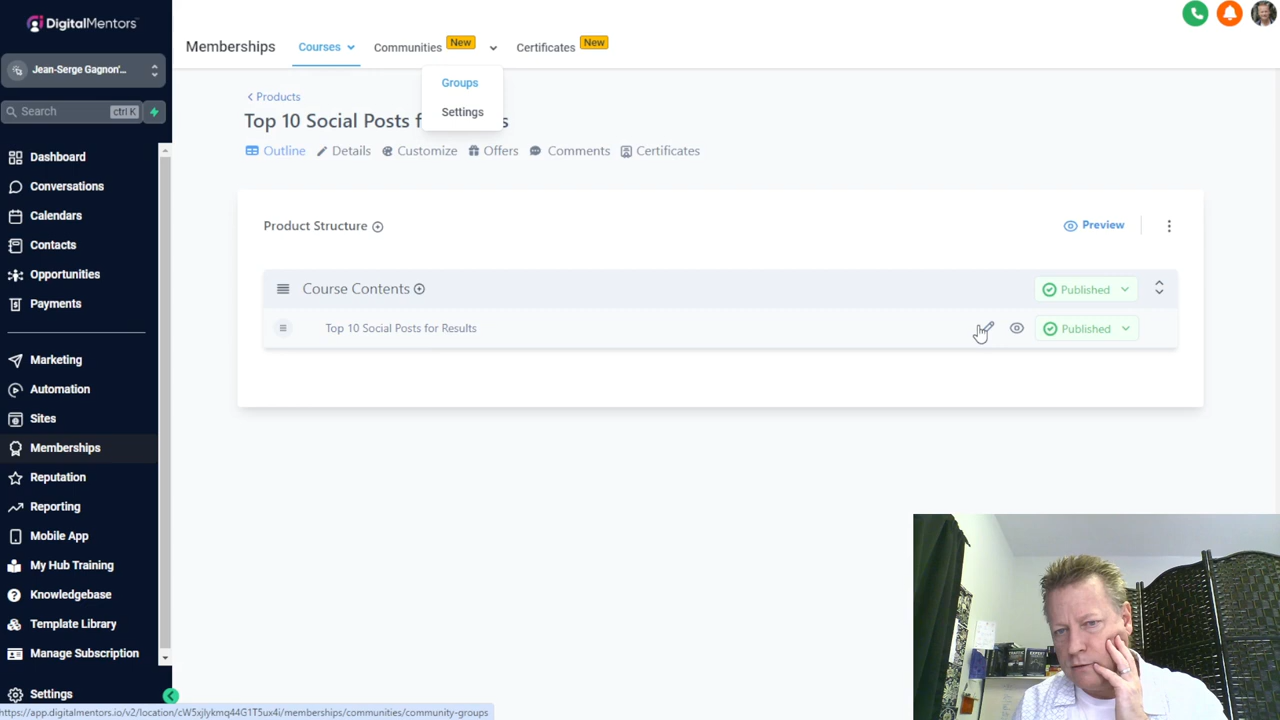 DigitalMentors
Jean-Serge Gagnon'...
Search ctrl K
Dashboard
Conversations
Calendars
Contacts
Opportunities
Payments
Marketing
Automation
Sites
Memberships
Reputation
Reporting
Mobile App
My Hub Training
Knowledgebase
Template Library
Manage Subscription
Settings
Memberships Courses Communities New Certificates New
Groups
Settings
Products
Top 10 Social Posts f
Outline Details Customize Offers Comments Certificates
Product Structure Preview
Course Contents Published
Top 10 Social Posts for Results Published
https://app.digitalmentors.io/v2/location/cW5xjlykmq44G1T5ux4i/memberships/communities/community-groups